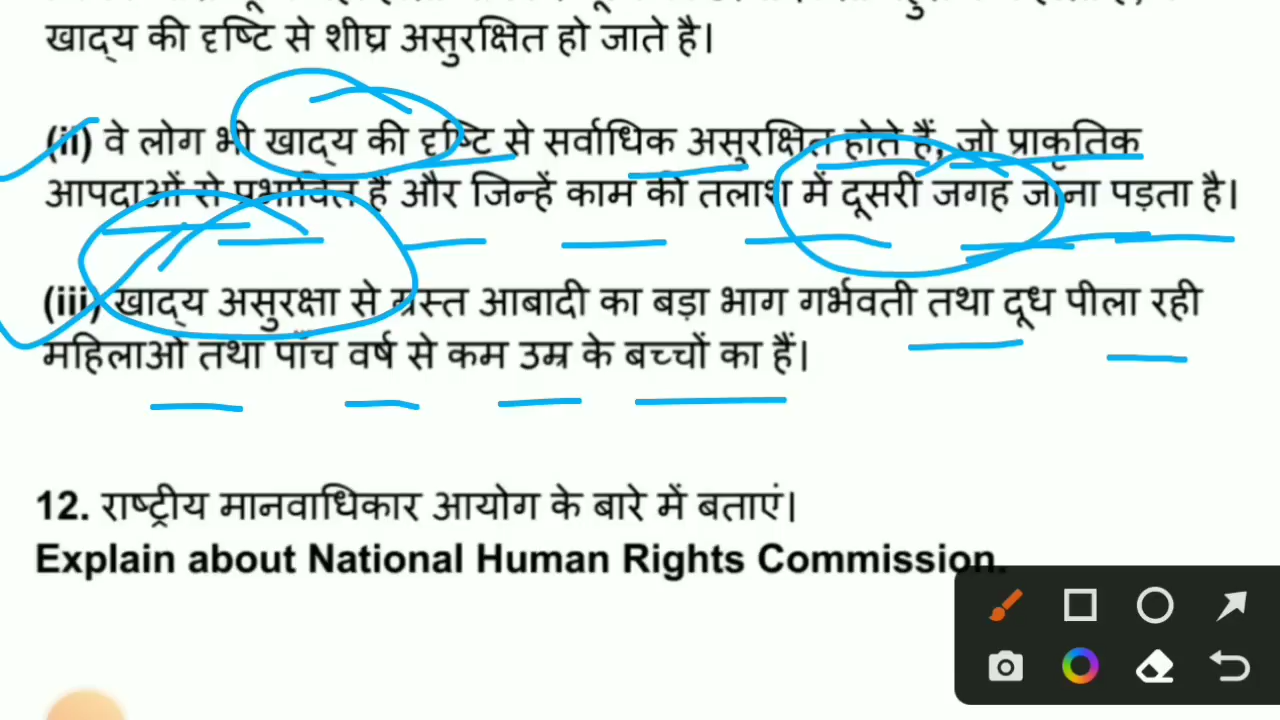 खाद्य की दृष्टि से शीघ्र असुरक्षित हो जाते है।
(ii) वे लोग भी खाद्य की दृष्टि से सर्वाधिक असुरक्षित होते हैं, जो प्राकृतिक
आपदाओं से प्रभावित है और जिन्हें काम की तलाश में दूसरी जगह जाना पड़ता है।
(iii) खाद्य असुरक्षा से ग्रस्त आबादी का बड़ा भाग गर्भवती तथा दूध पीला रही
महिलाओं तथा पाँच वर्ष से कम उम्र के बच्चों का हैं।
12. राष्ट्रीय मानवाधिकार आयोग के बारे में बताएं।
Explain about National Human Rights Commission.